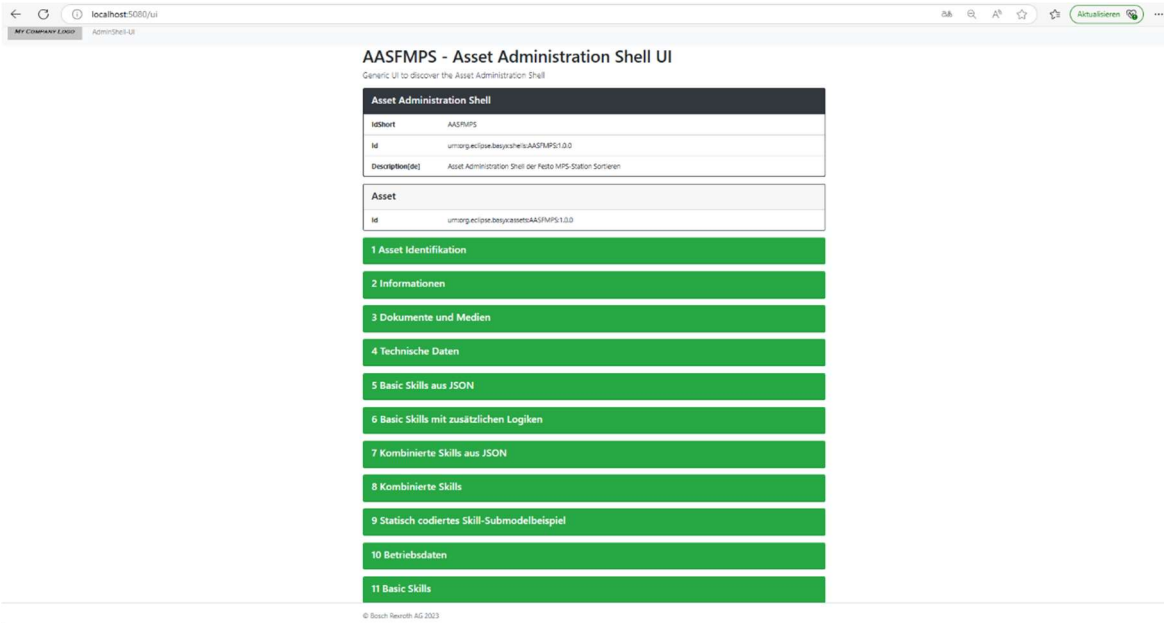 localhost:5080/ui
Aktualisieren
MY COMPANY LOGO AdminShell-UI
AASFMPS - Asset Administration Shell UI
Generic UI to discover the Asset Administration Shell
Asset Administration Shell
IdShort AASFMPS
Id urn:org.eclipse.basyx:shells:AASFMPS:1.0.0
Description[de] Asset Administration Shell der Festo MPS-Station Sortieren
Asset
Id urn:org.eclipse.basyx:assets:AASFMPS:1.0.0
1 Asset Identifikation
2 Informationen
3 Dokumente und Medien
4 Technische Daten
5 Basic Skills aus JSON
6 Basic Skills mit zusätzlichen Logiken
7 Kombinierte Skills aus JSON
8 Kombinierte Skills
9 Statisch codiertes Skill-Submodelbeispiel
10 Betriebsdaten
11 Basic Skills
© Bosch Rexroth AG 2023